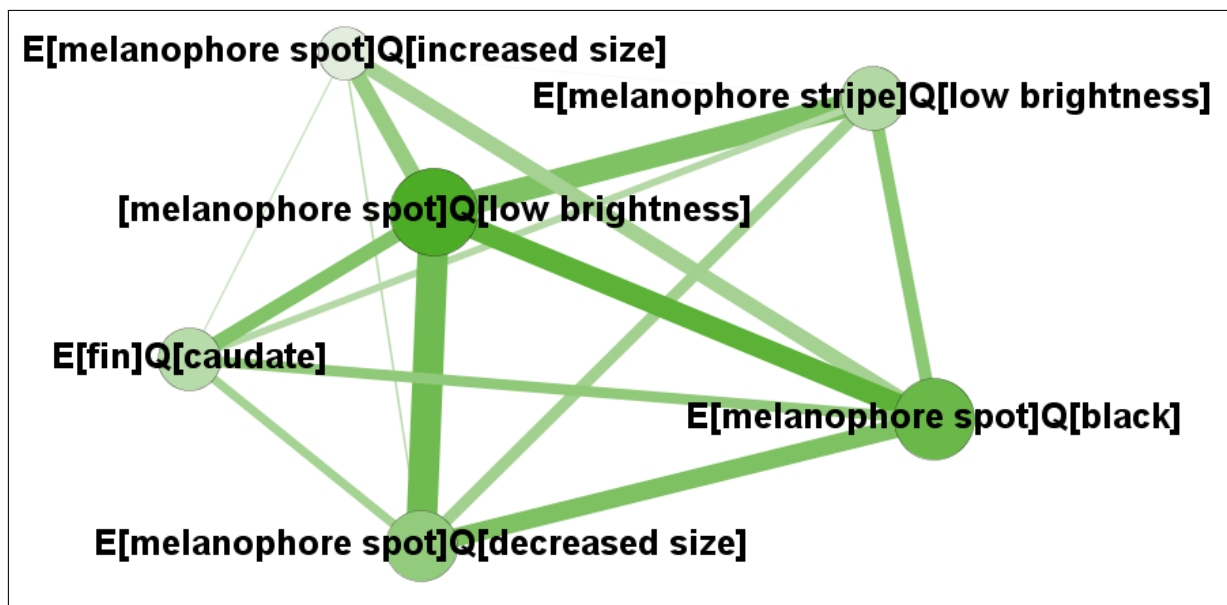 E[melanophore spot]Q[increased size]
E[melanophore stripe]Q[low brightness]
[melanophore spot]Q[low brightness]
E[fin]Q[caudate]
E[melanophore spot]Q[black]
E[melanophore spot]Q[decreased size]